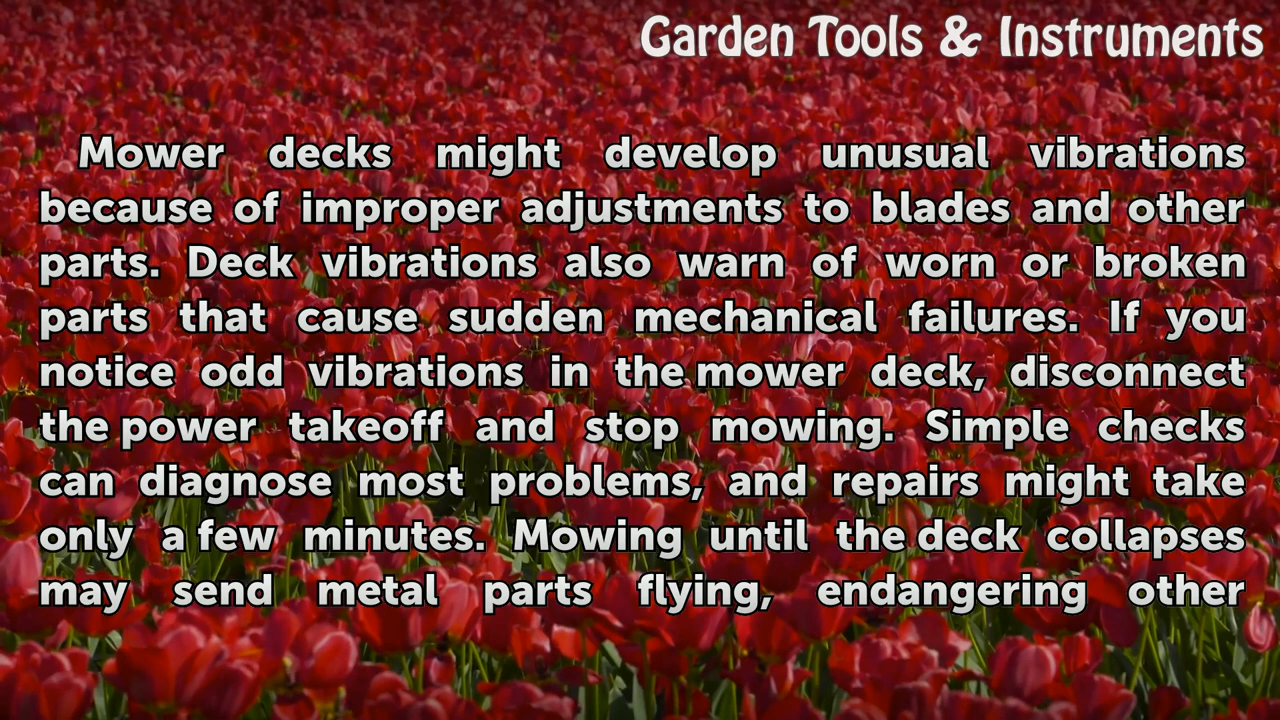 Garden Tools & Instruments
Mower decks might develop unusual vibrations
because of improper adjustments to blades and other
parts. Deck vibrations also warn of worn or broken
parts that cause sudden mechanical failures. If you
notice odd vibrations in the mower deck, disconnect
the power takeoff and stop mowing. Simple checks
can diagnose most problems, and repairs might take
only a few minutes. Mowing until the deck collapses
may send metal parts flying, endangering other